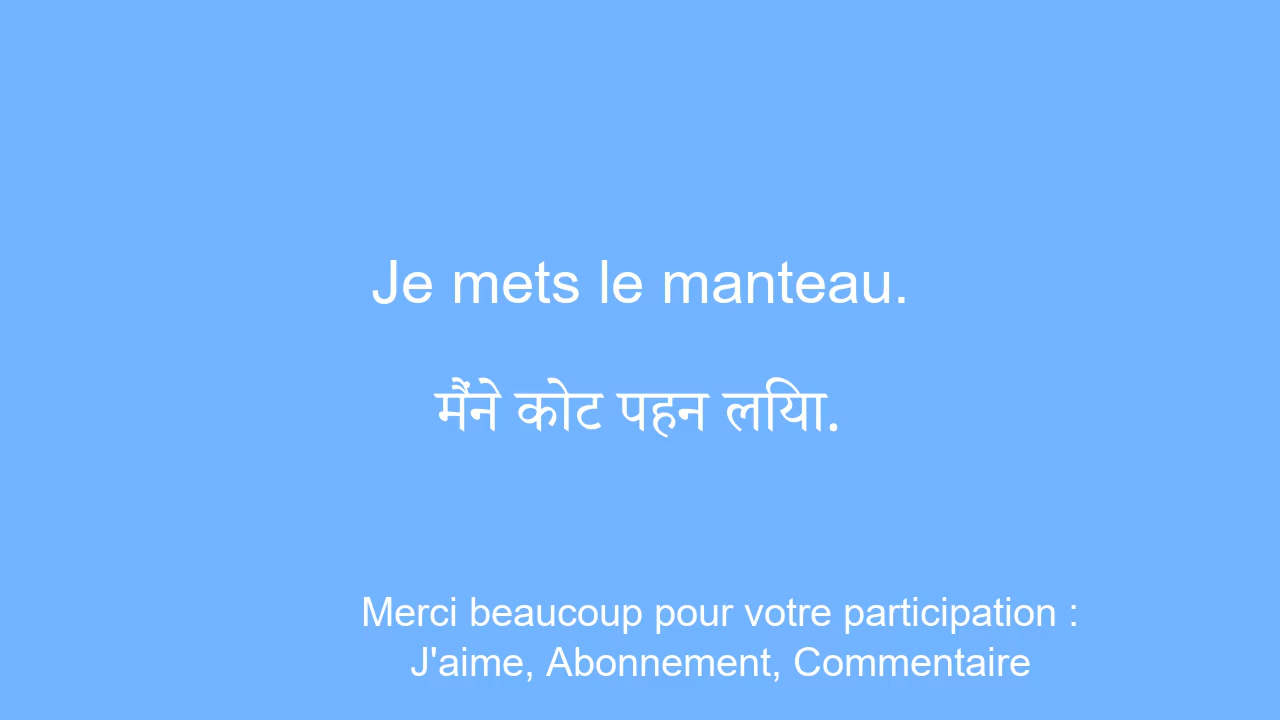 Je mets le manteau.
मैंने कोट पहन लिया.
Merci beaucoup pour votre participation :
J'aime, Abonnement, Commentaire